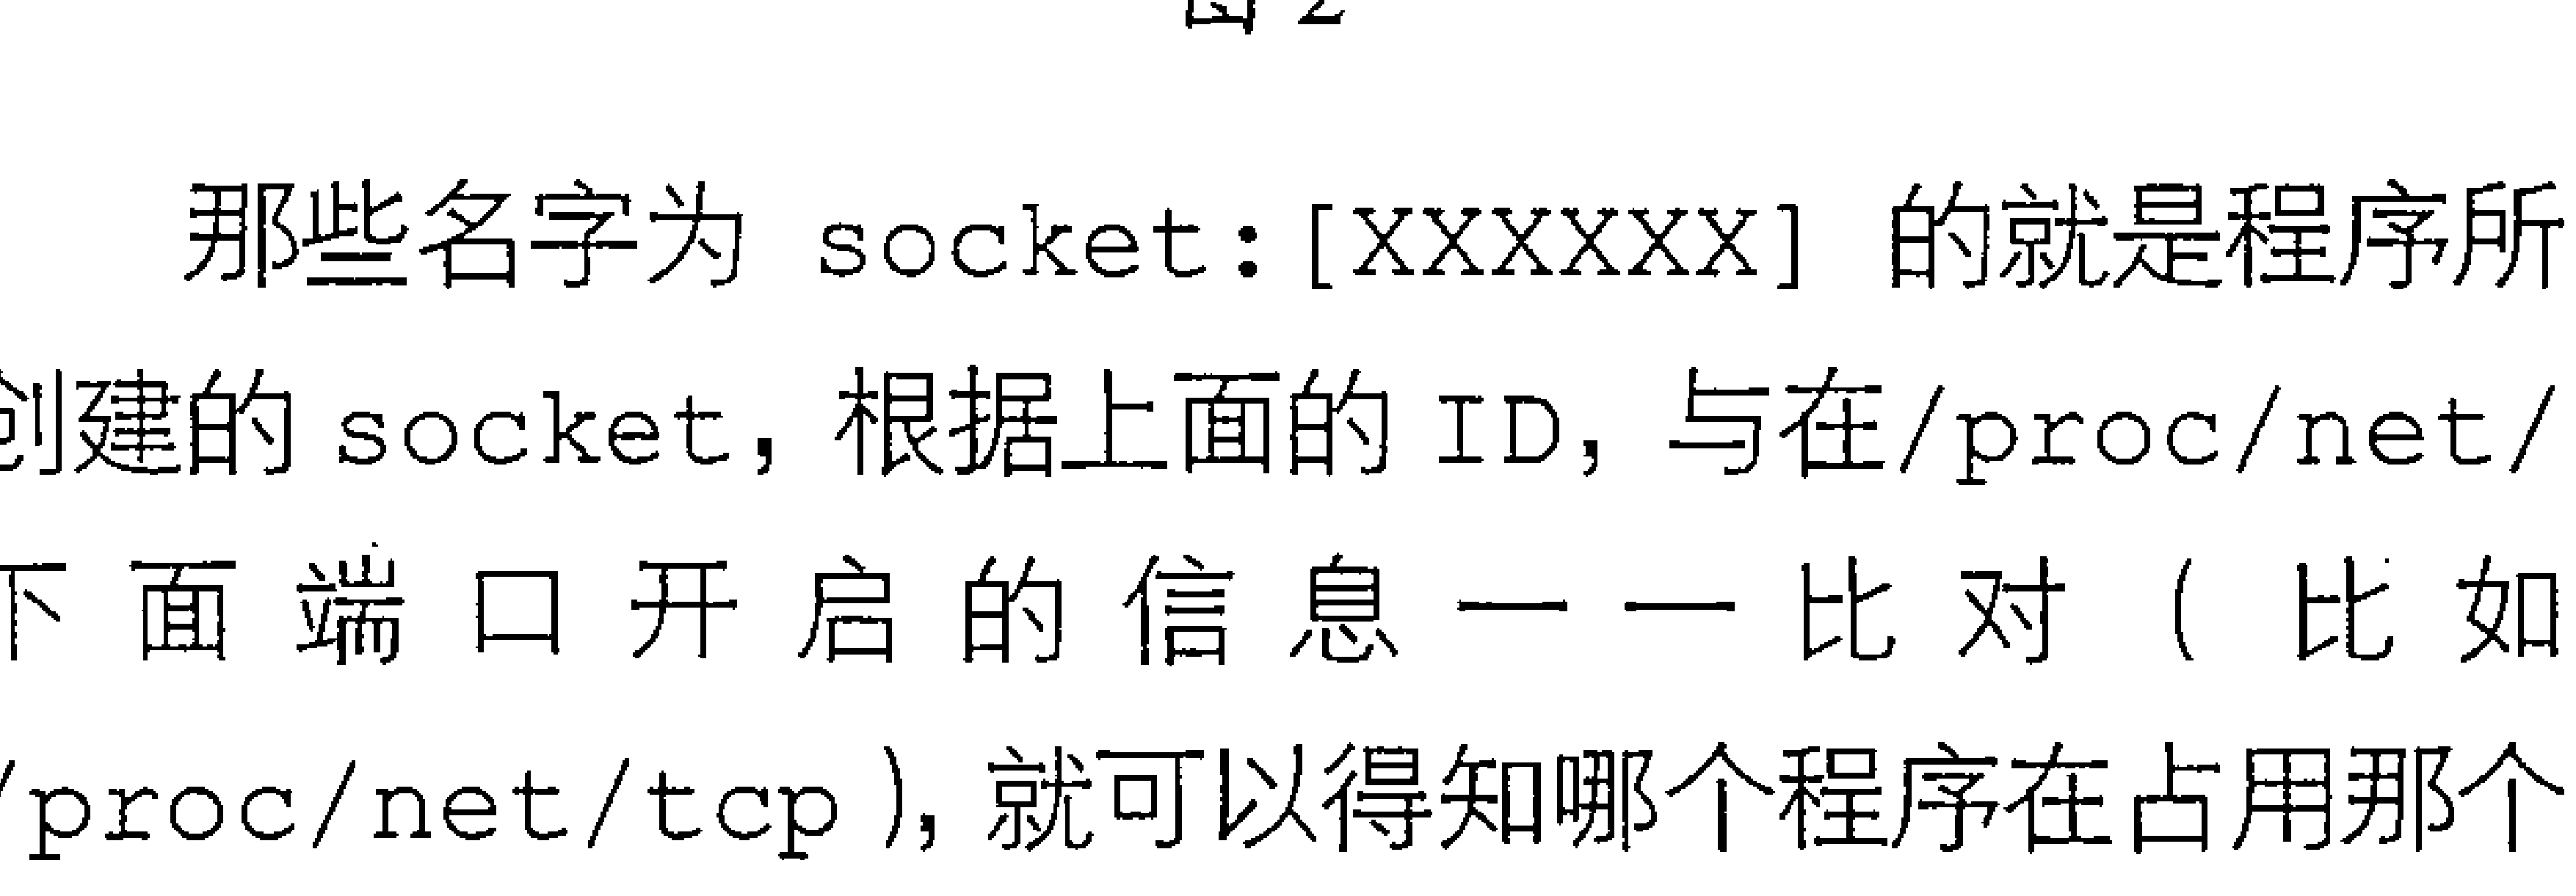 图 2
那些名字为 socket:[XXXXXX] 的就是程序所
创建的 socket, 根据上面的 ID, 与在/proc/net/
下面端口开启的信息一一比对(比如
/proc/net/tcp), 就可以得知哪个程序在占用那个